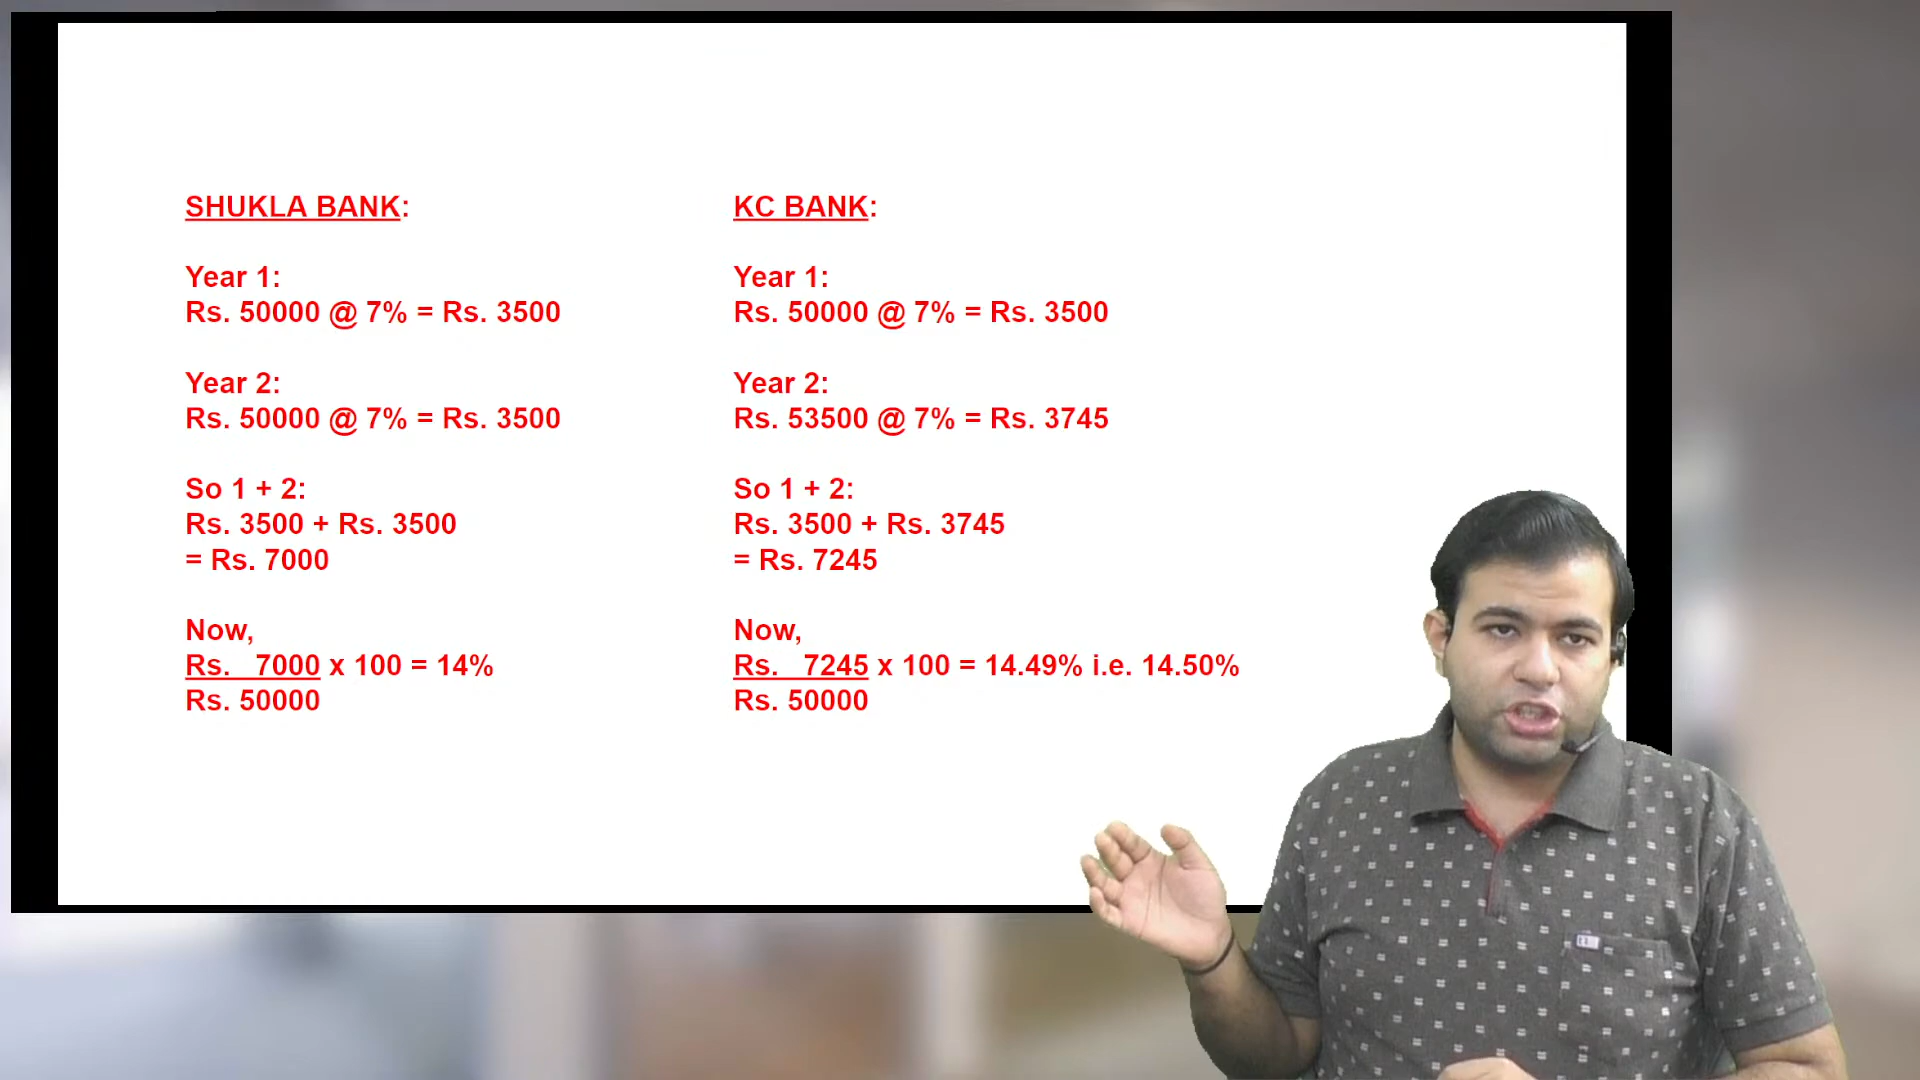 SHUKLA BANK:
Year 1:
Rs. 50000 @ 7% = Rs. 3500
Year 2:
Rs. 50000 @ 7% = Rs. 3500
So 1 + 2:
Rs. 3500 + Rs. 3500
= Rs. 7000
Now,
Rs. 7000 x 100 = 14%
Rs. 50000
KC BANK:
Year 1:
Rs. 50000 @ 7% = Rs. 3500
Year 2:
Rs. 53500 @ 7% = Rs. 3745
So 1 + 2:
Rs. 3500 + Rs. 3745
= Rs. 7245
Now,
Rs. 7245 x 100 = 14.49% i.e. 14.50%
Rs. 50000